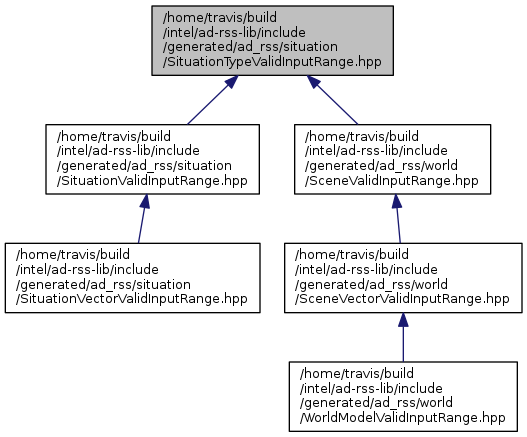 /home/travis/build
/intel/ad-rss-lib/include
/generated/ad_rss/situation
/SituationTypeValidInputRange.hpp
/home/travis/build
/intel/ad-rss-lib/include
/generated/ad_rss/situation
/SituationValidInputRange.hpp
/home/travis/build
/intel/ad-rss-lib/include
/generated/ad_rss/world
/SceneValidInputRange.hpp
/home/travis/build
/intel/ad-rss-lib/include
/generated/ad_rss/situation
/SituationVectorValidInputRange.hpp
/home/travis/build
/intel/ad-rss-lib/include
/generated/ad_rss/world
/SceneVectorValidInputRange.hpp
/home/travis/build
/intel/ad-rss-lib/include
/generated/ad_rss/world
/WorldModelValidInputRange.hpp